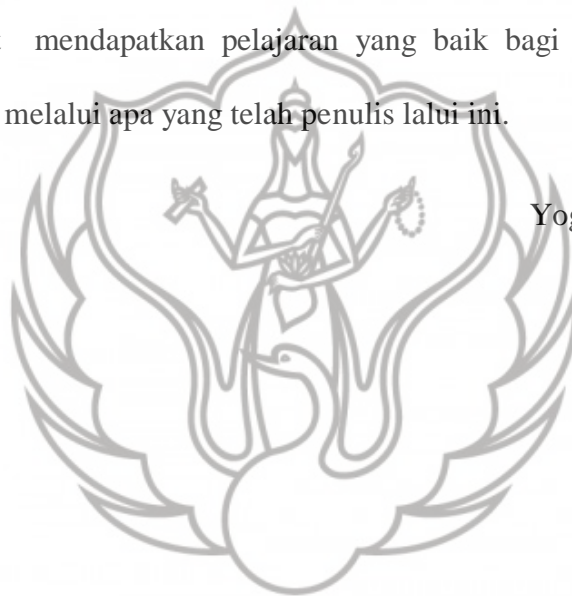 mendapatkan pelajaran yang baik bagi
melalui apa yang telah penulis lalui ini.